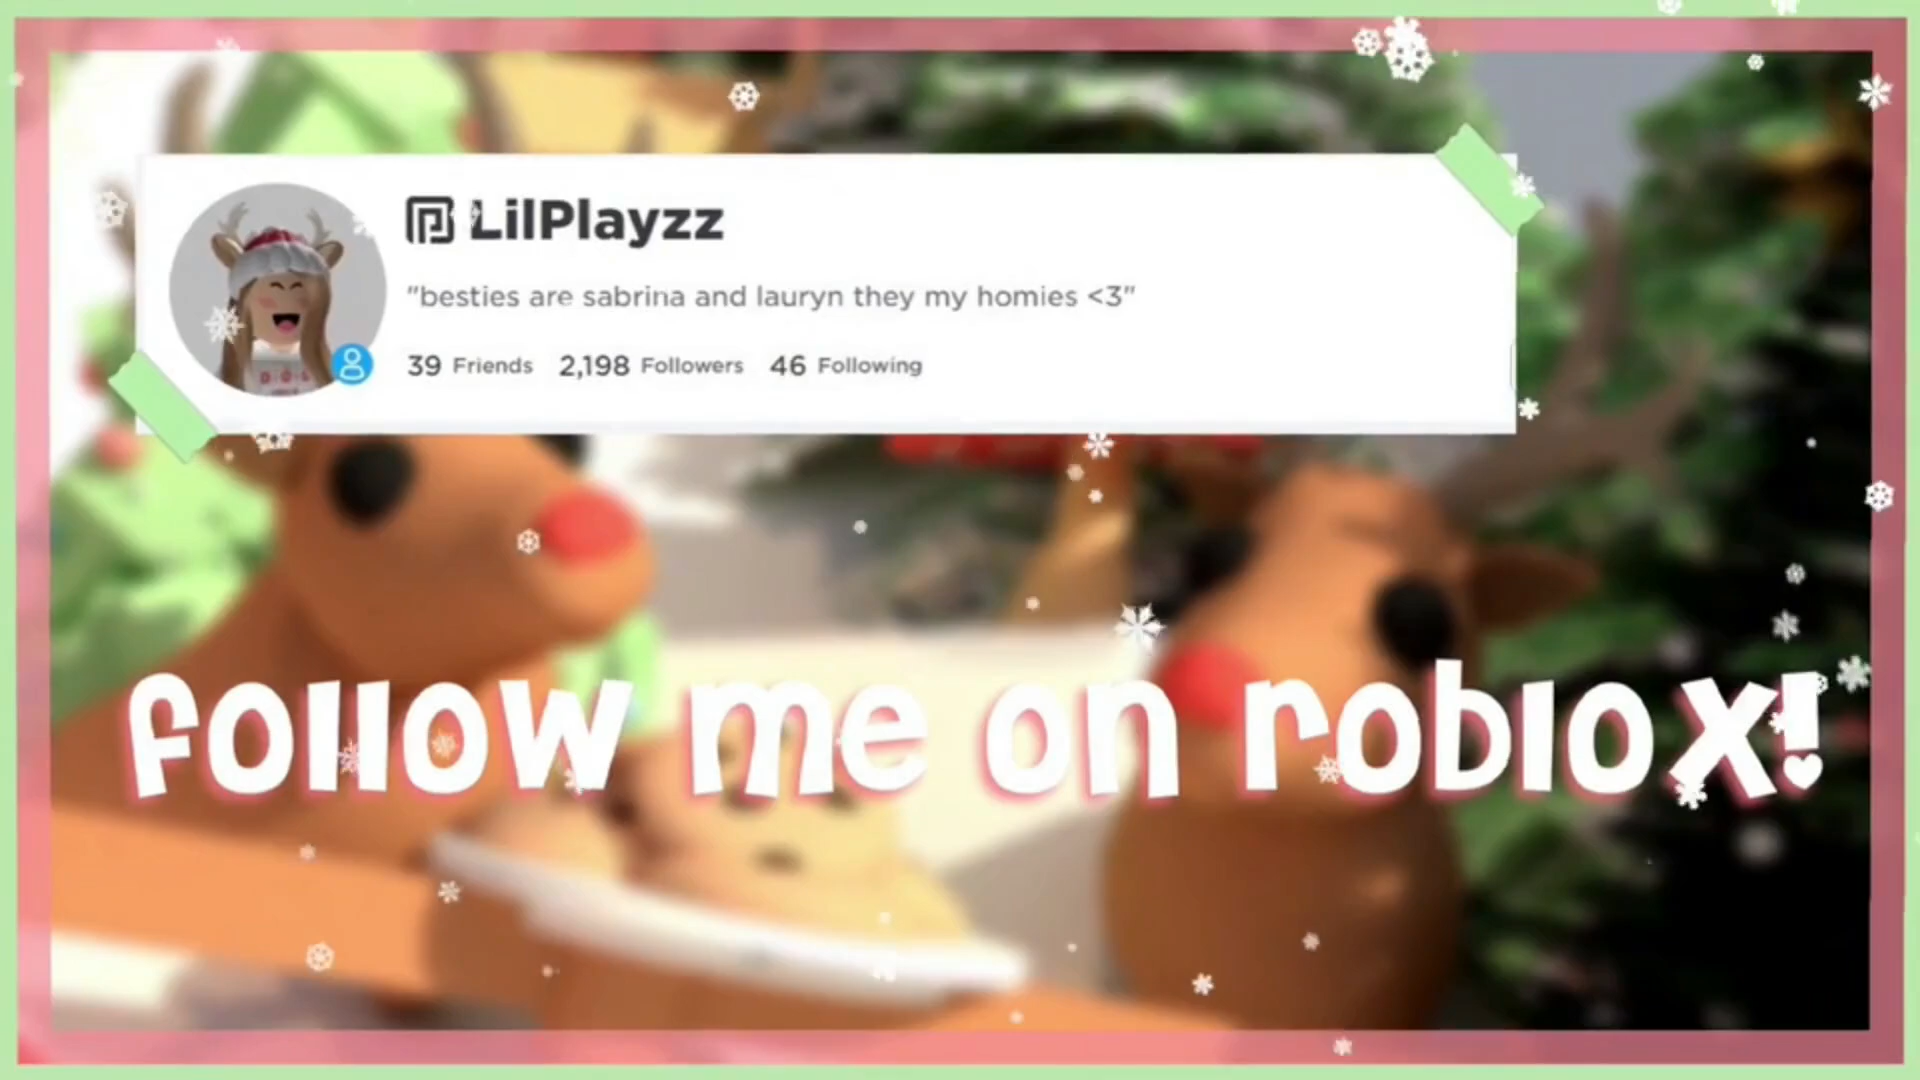 LilPlayzz
"besties are sabrina and lauryn they my homies <3"
39 Friends 2,198 Followers 46 Following
follow me on roblox!